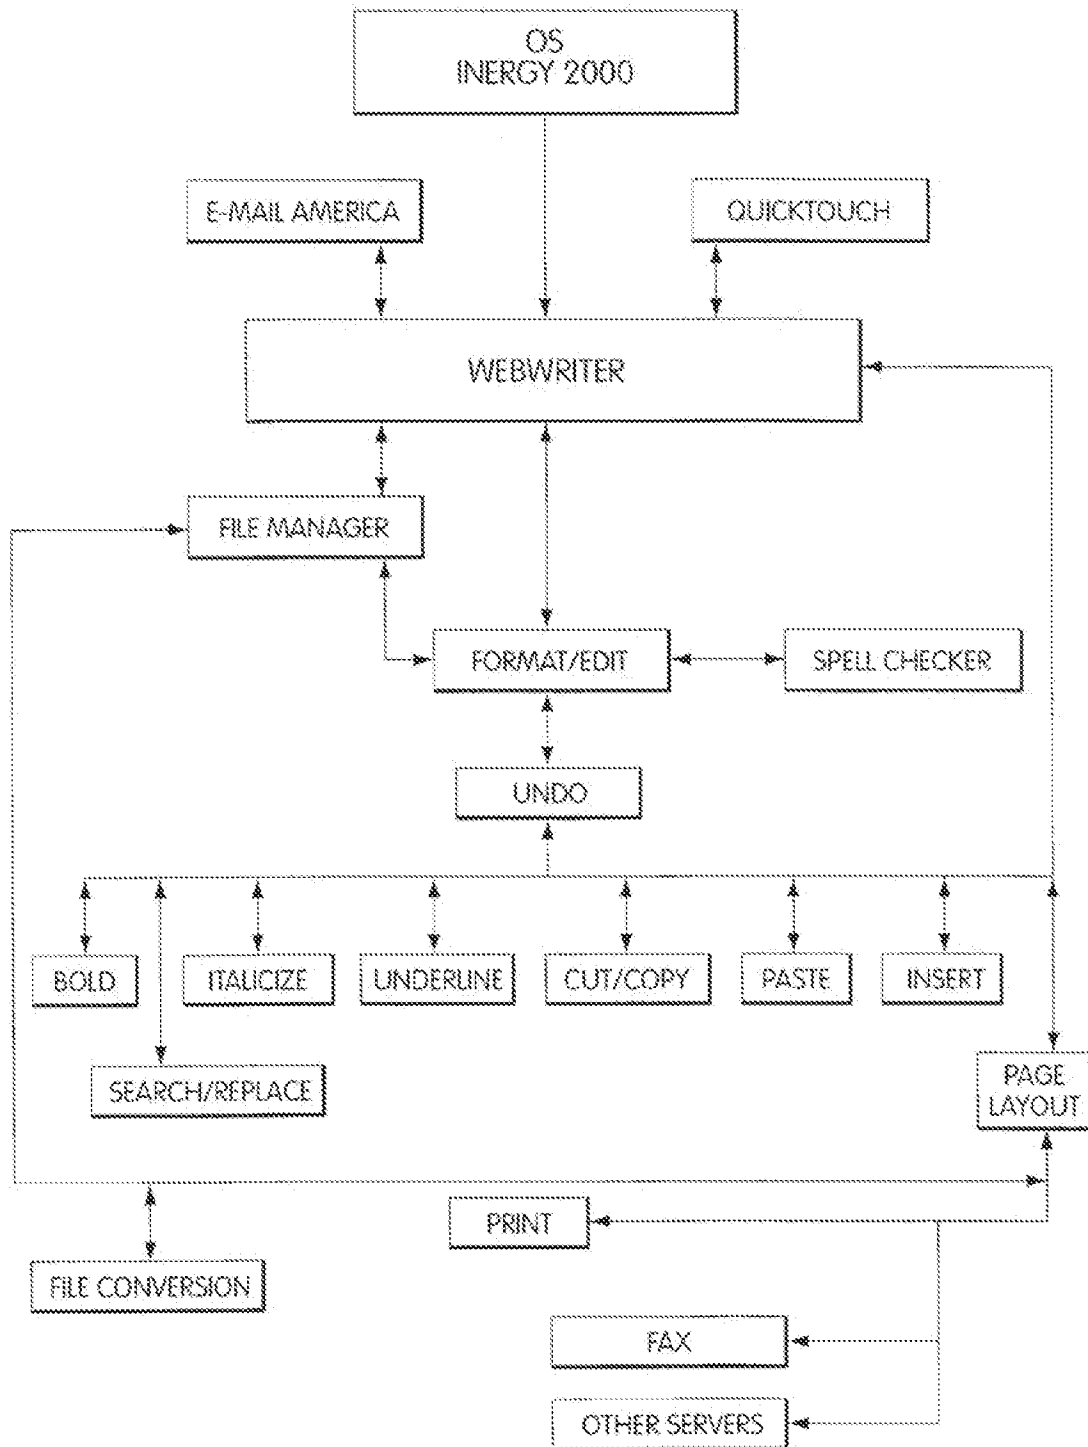 OS
INERGY 2000
E-MAIL AMERICA
QUICKTOUCH
WEBWRITER
FILE MANAGER
FORMAT/EDIT
SPELL CHECKER
UNDO
BOLD
ITALICIZE
UNDERLINE
CUT/COPY
PASTE
INSERT
SEARCH/REPLACE
PAGE
LAYOUT
PRINT
FILE CONVERSION
FAX
OTHER SERVERS